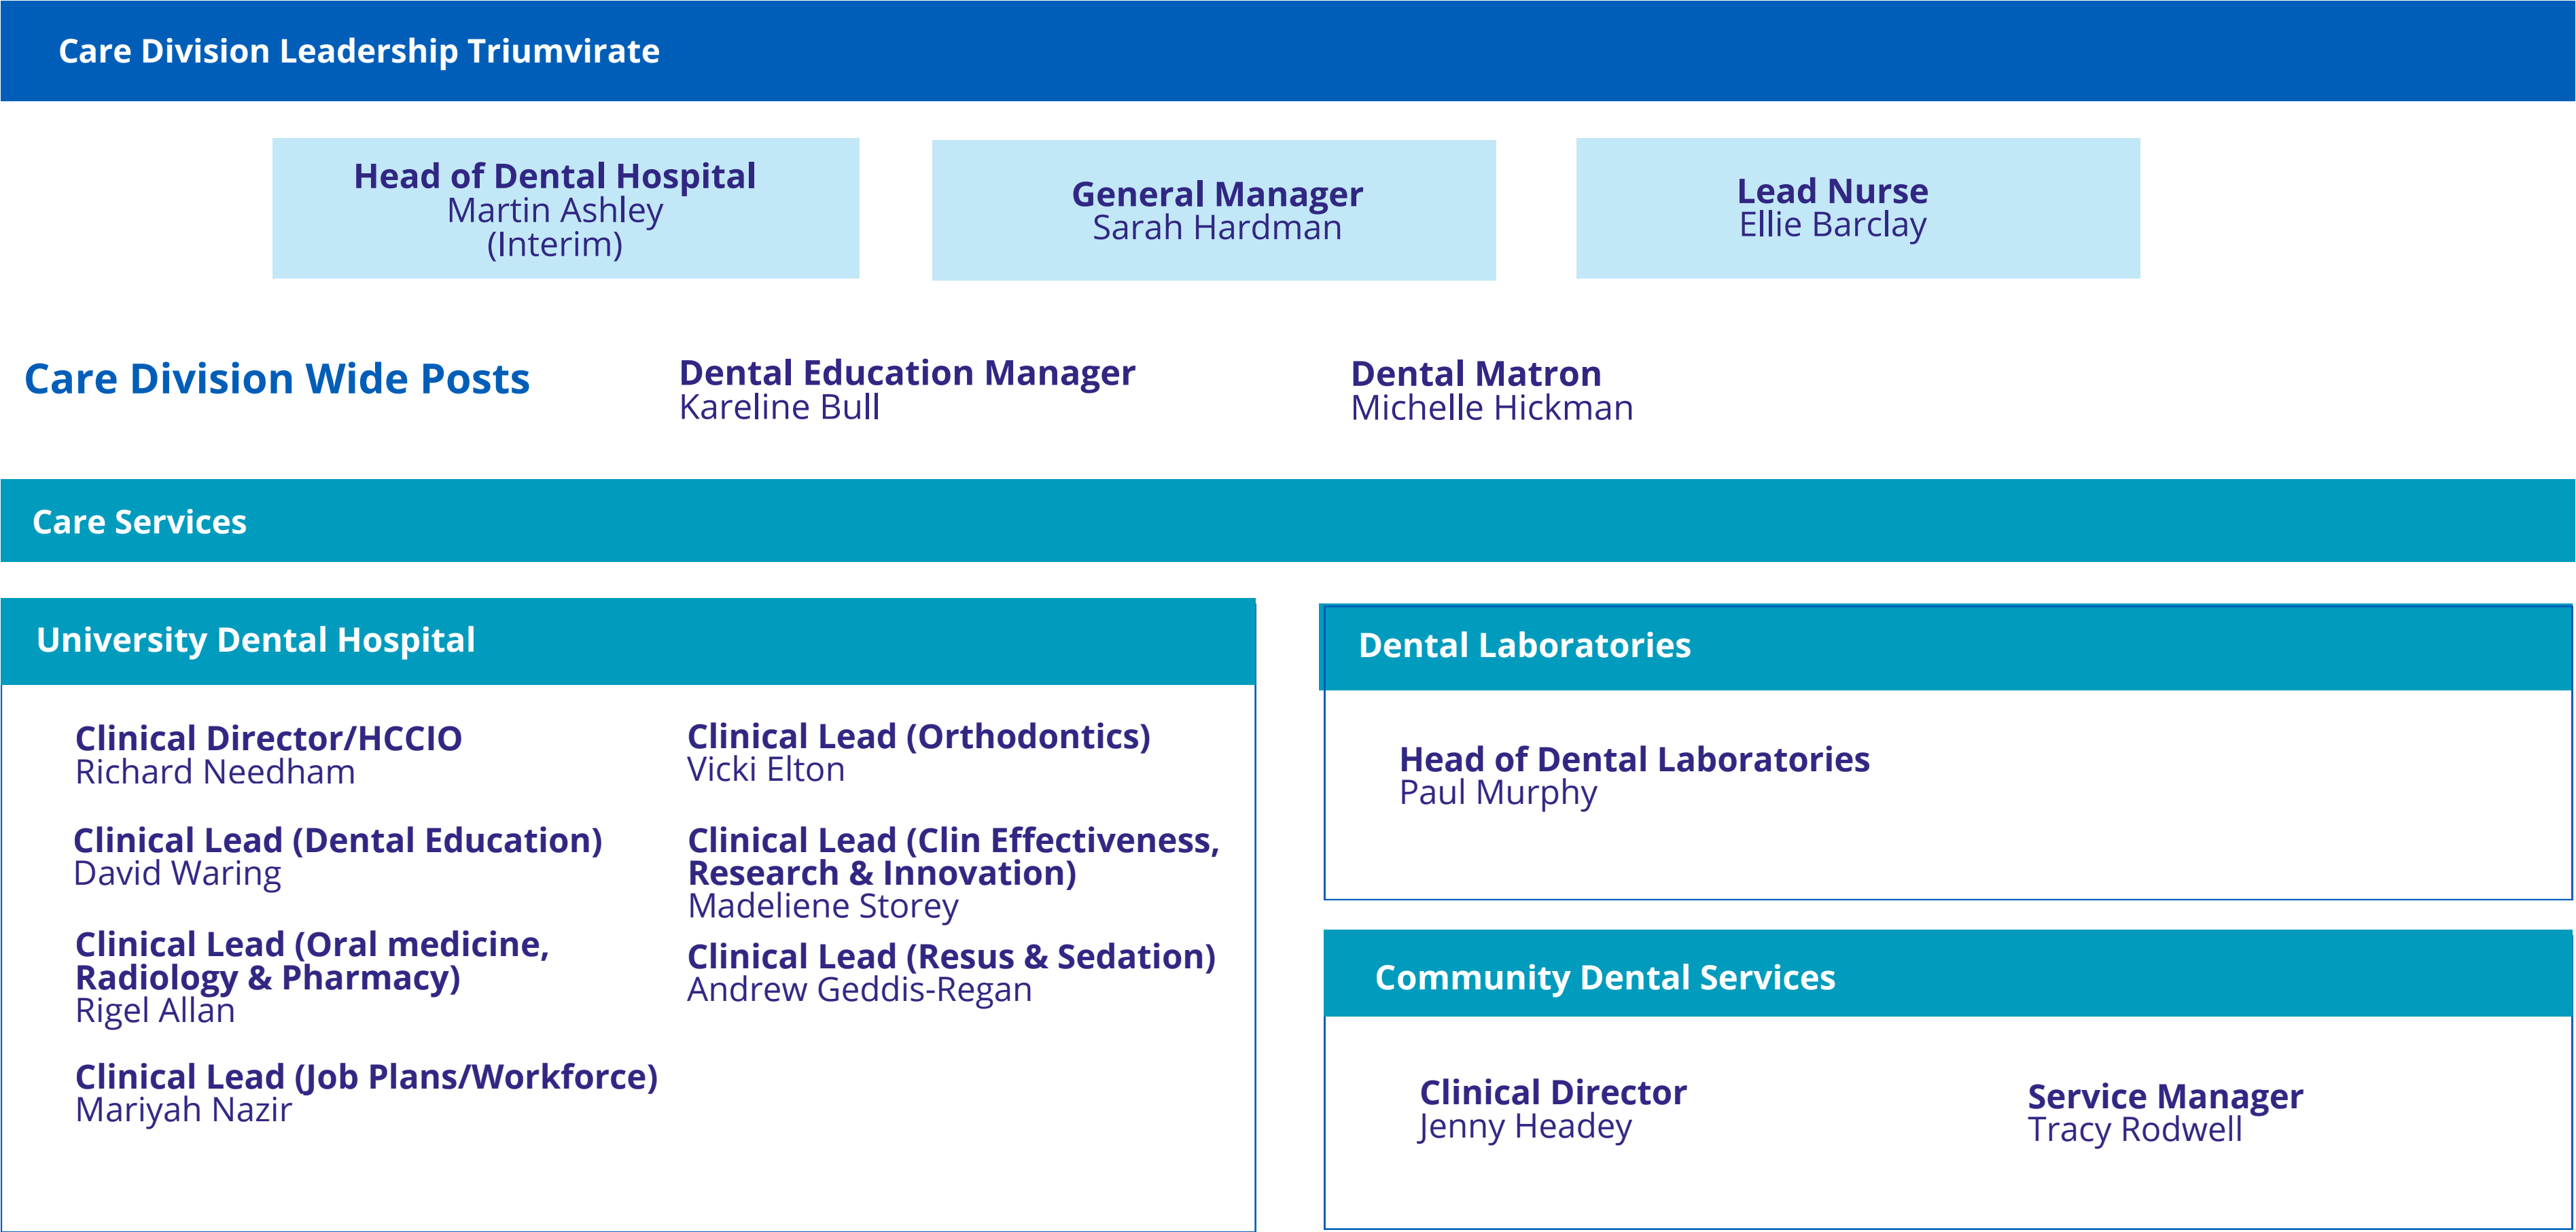 Care Division Leadership Triumvirate
Head of Dental Hospital
Martin Ashley
(Interim)
General Manager
Sarah Hardman
Lead Nurse
Ellie Barclay
Care Division Wide Posts
Dental Education Manager
Kareline Bull
Dental Matron
Michelle Hickman
Care Services
University Dental Hospital
Clinical Director/HCCIO
Richard Needham
Clinical Lead (Dental Education)
David Waring
Clinical Lead (Oral medicine,
Radiology & Pharmacy)
Rigel Allan
Clinical Lead (Job Plans/Workforce)
Mariyah Nazir
Clinical Lead (Orthodontics)
Vicki Elton
Clinical Lead (Clin Effectiveness,
Research & Innovation)
Madeliene Storey
Clinical Lead (Resus & Sedation)
Andrew Geddis-Regan
Dental Laboratories
Head of Dental Laboratories
Paul Murphy
Community Dental Services
Clinical Director
Jenny Headey
Service Manager
Tracy Rodwell